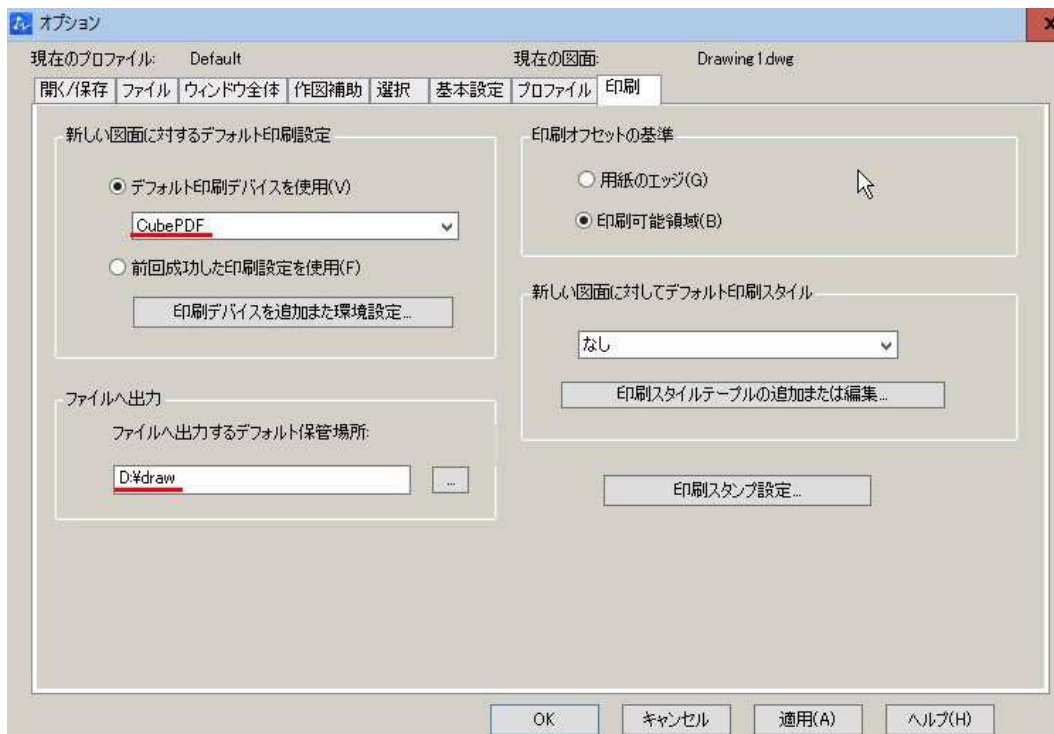 オプション
現在のプロファイル: Default 現在の図面: Drawing1.dwg
開く/保存 ファイル ウィンドウ全体 作図補助 選択 基本設定 プロファイル 印刷
新しい図面に対するデフォルト印刷設定
デフォルト印刷デバイスを使用(V)
CubePDF
前回成功した印刷設定を使用(F)
印刷デバイスを追加また環境設定...
ファイルへ出力
ファイルへ出力するデフォルト保管場所:
D:¥draw
...
印刷オフセットの基準
用紙のエッジ(G)
印刷可能領域(B)
新しい図面に対してデフォルト印刷スタイル
なし
印刷スタイルテーブルの追加または編集...
印刷スタンプ設定...
OK キャンセル 適用(A) ヘルプ(H)